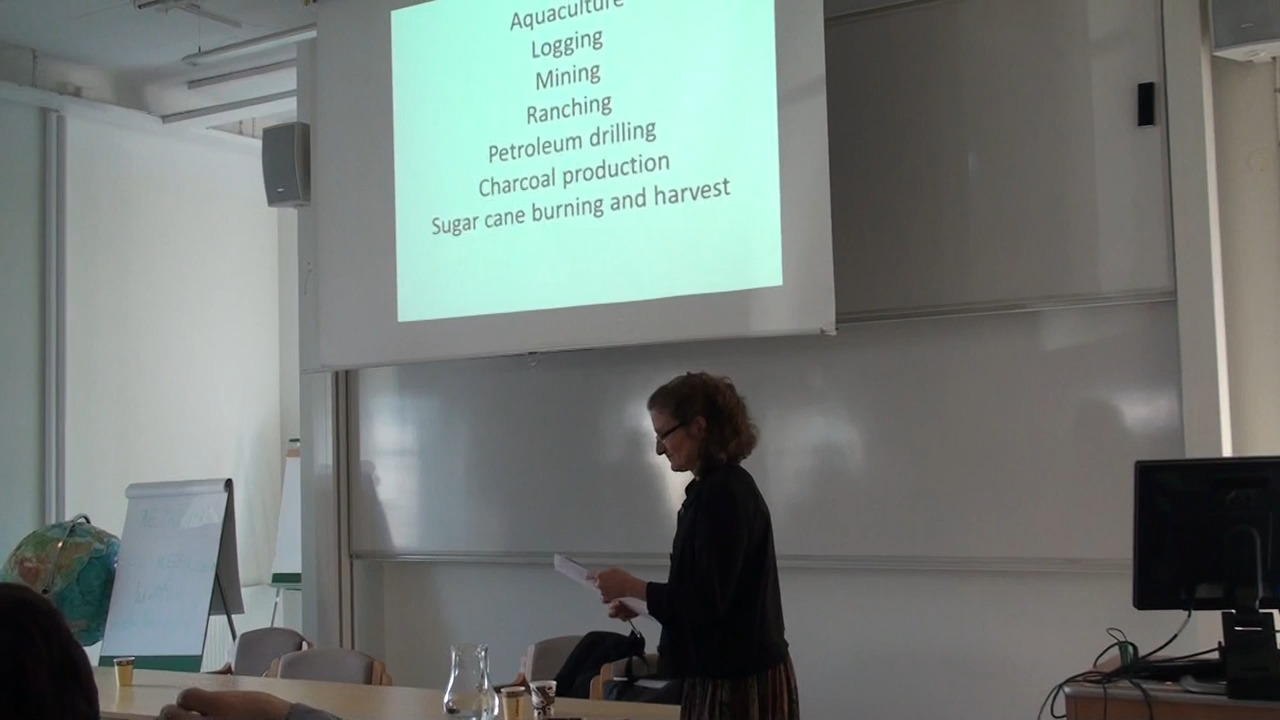 Aquaculture
Logging
Mining
Ranching
Petroleum drilling
Charcoal production
Sugar cane burning and harvest